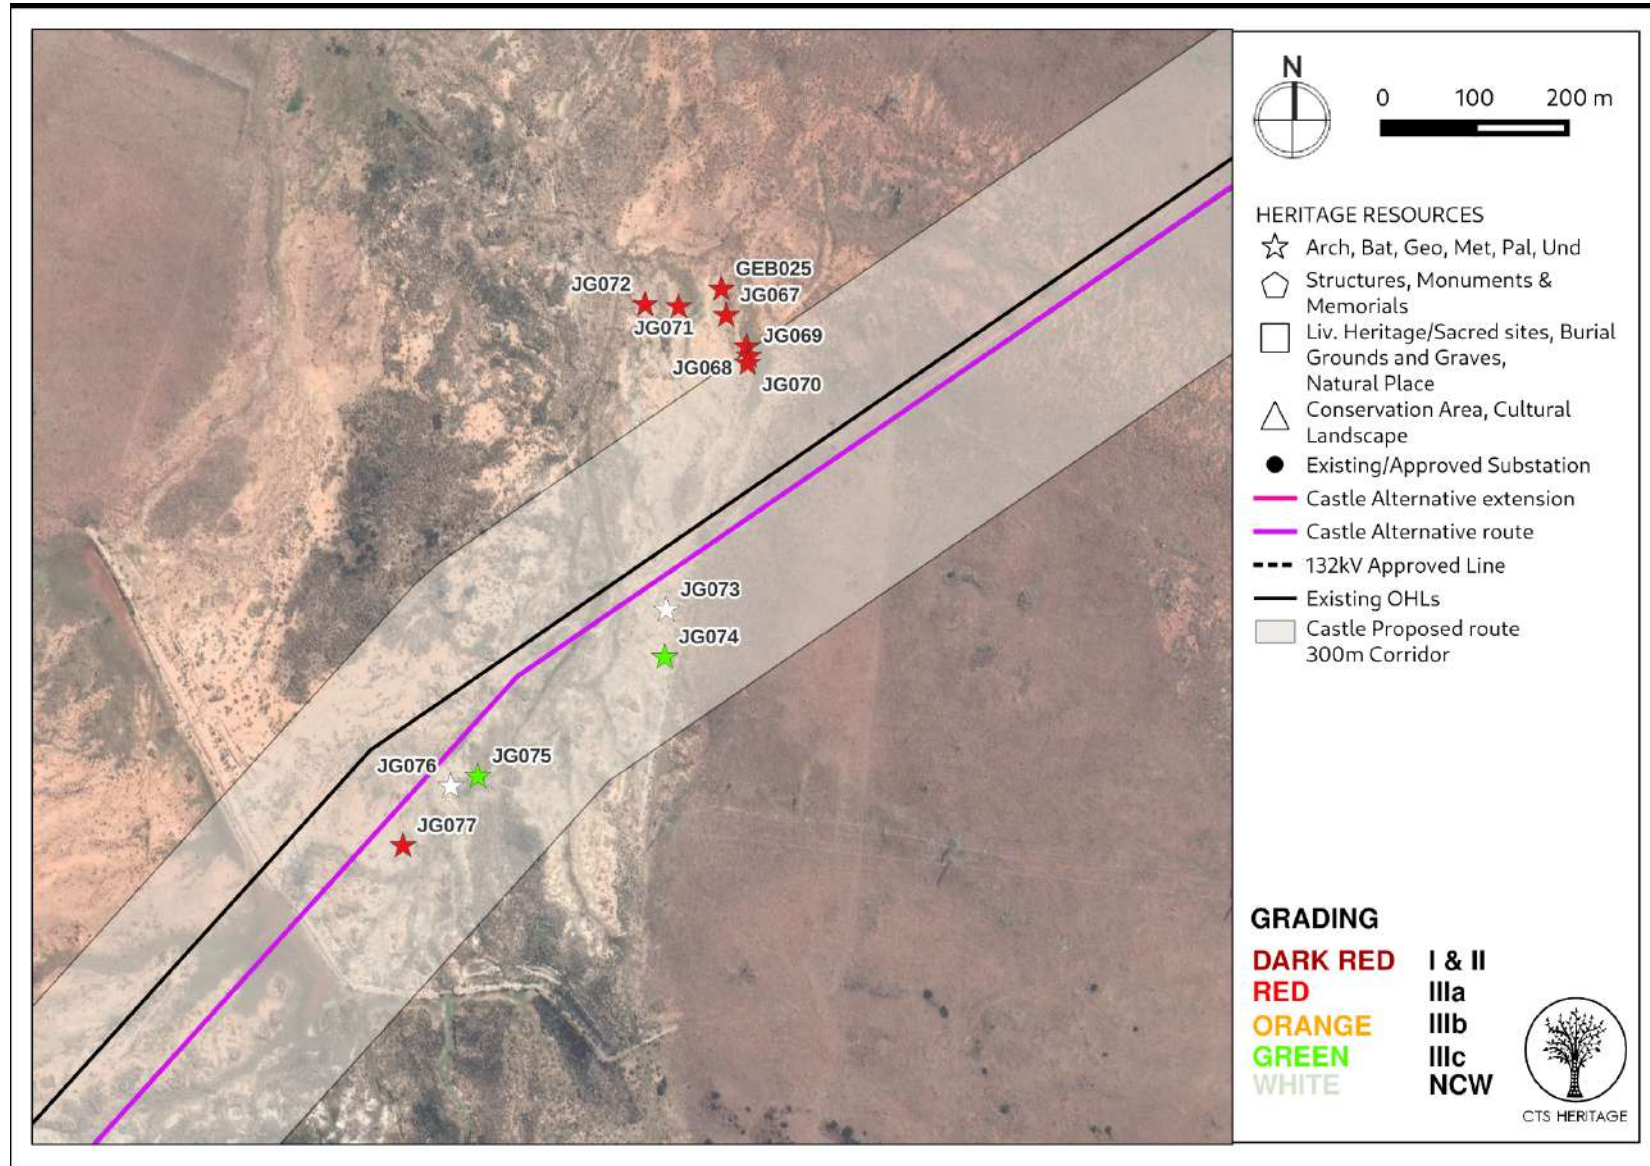 GEB025
JG072
JG067
JG071
JG069
JG068
JG070
JG073
JG074
JG075
JG076
JG077
N
0 100 200 m
HERITAGE RESOURCES
Arch, Bat, Geo, Met, Pal, Und
Structures, Monuments &
Memorials
Liv. Heritage/Sacred sites, Burial
Grounds and Graves,
Natural Place
Conservation Area, Cultural
Landscape
Existing/Approved Substation
Castle Alternative extension
Castle Alternative route
132kV Approved Line
Existing OHLs
Castle Proposed route
300m Corridor
GRADING
DARK RED I & II
RED IIIa
ORANGE IIIb
GREEN IIIc
WHITE NCW
CTS HERITAGE